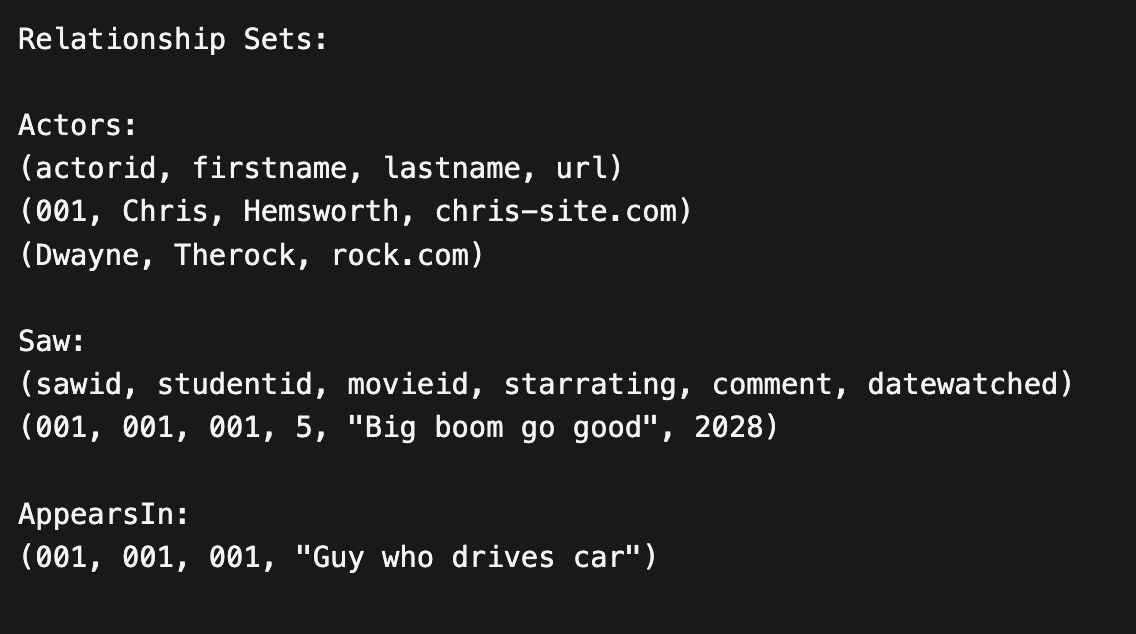 Relationship Sets:
Actors:
(actorid, firstname, lastname, url)
(001, Chris, Hemsworth, chris-site.com)
(Dwayne, Therock, rock.com)
Saw:
(sawid, studentid, movieid, starrating, comment, datewatched)
(001, 001, 001, 5, "Big boom go good", 2028)
AppearsIn:
(001, 001, 001, "Guy who drives car")